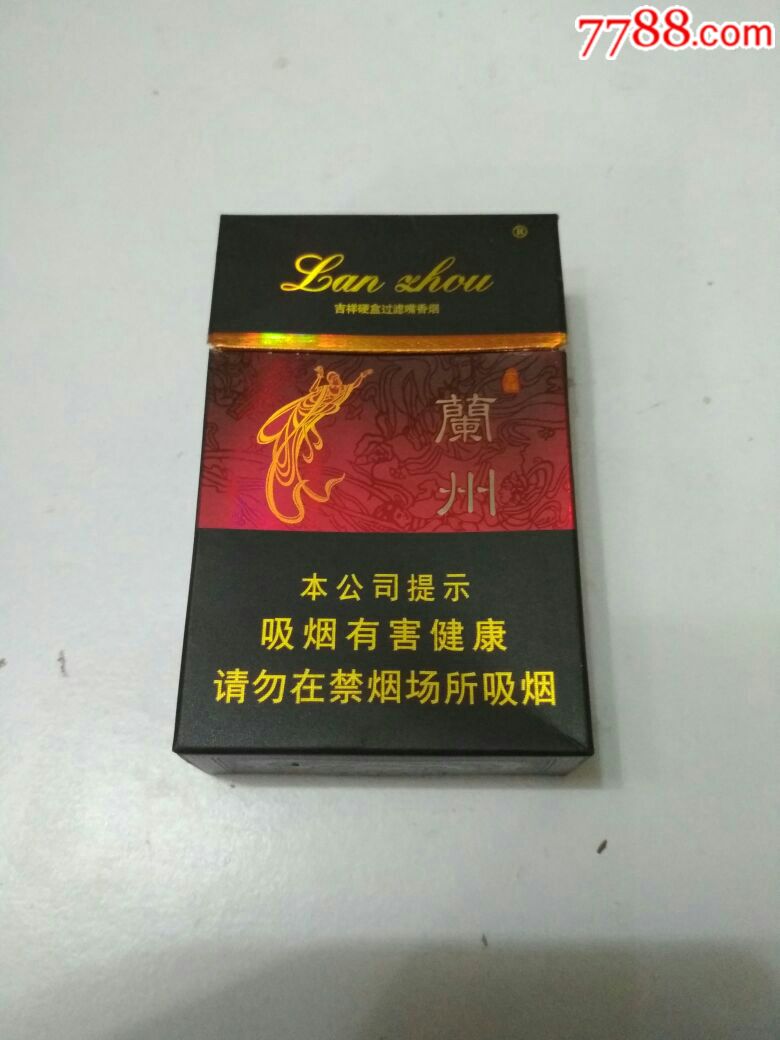 7788.com
Lan zhou ®
吉祥硬盒过滤嘴香烟
蘭
州
本公司提示
吸烟有害健康
请勿在禁烟场所吸烟